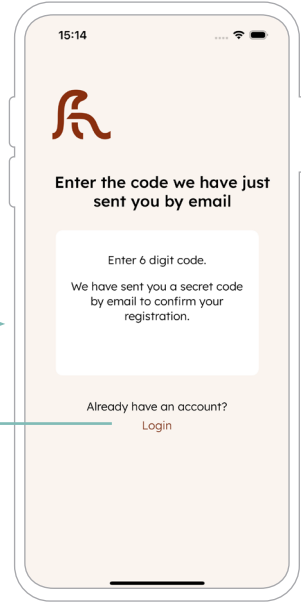 15:14
Enter the code we have just
sent you by email
Enter 6 digit code.
We have sent you a secret code
by email to confirm your
registration.
Already have an account?
Login